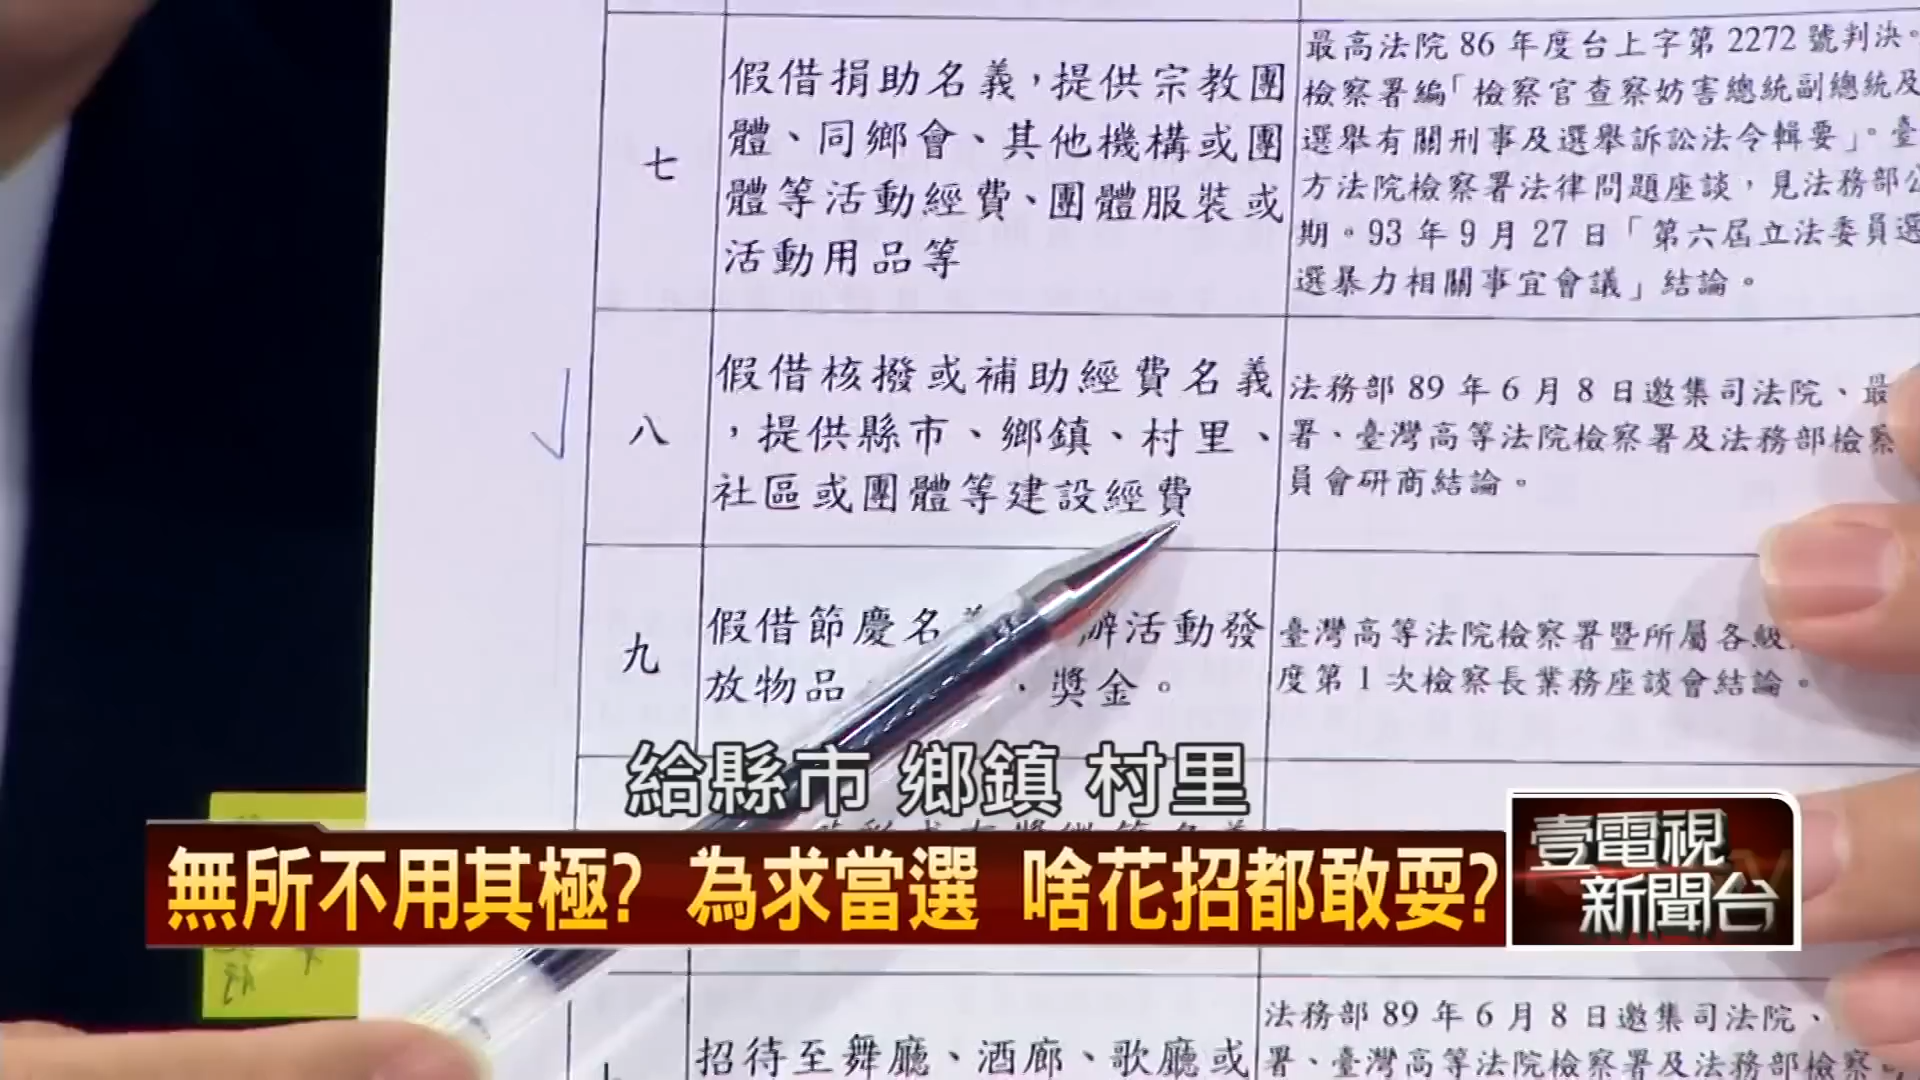 七
假借捐助名義，提供宗教團
體、同鄉會、其他機構或團
體等活動經費、團體服裝或
活動用品等
最高法院 86 年度台上字第 2272 號判決。
檢察署編「檢察官查察妨害總統副總統及
選舉有關刑事及選舉訴訟法令輯要」。臺
方法院檢察署法律問題座談，見法務部公
期。93 年 9 月 27 日「第六屆立法委員選
選暴力相關事宜會議」結論。
八
假借核撥或補助經費名義
，提供縣市、鄉鎮、村里、
社區或團體等建設經費
法務部 89 年 6 月 8 日邀集司法院、最
署、臺灣高等法院檢察署及法務部檢察
員會研商結論。
九
假借節慶名義 辦活動發
放物品 、獎金。
臺灣高等法院檢察署暨所屬各級
度第 1 次檢察長業務座談會結論。
給縣市 鄉鎮 村里
無所不用其極? 為求當選 啥花招都敢耍?
壹電視
新聞台
招待至舞廳、酒廊、歌廳或
法務部 89 年 6 月 8 日邀集司法院、
署、臺灣高等法院檢察署及法務部檢察